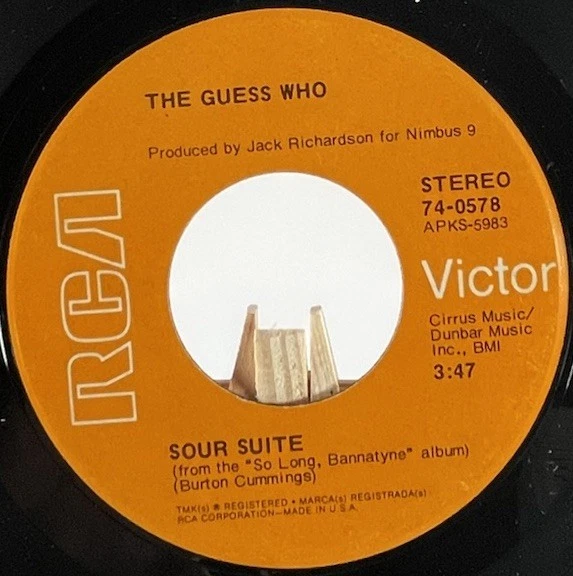 THE GUESS WHO
Produced by Jack Richardson for Nimbus 9
RCA
STEREO
74-0578
APKS-5983
Victor
Cirrus Music/
Dunbar Music
Inc., BMI
3:47
SOUR SUITE
(from the "So Long, Bannatyne" album)
(Burton Cummings)
TMK(s) ® REGISTERED • MARCA(s) REGISTRADA(s)
RCA CORPORATION—MADE IN U.S.A.